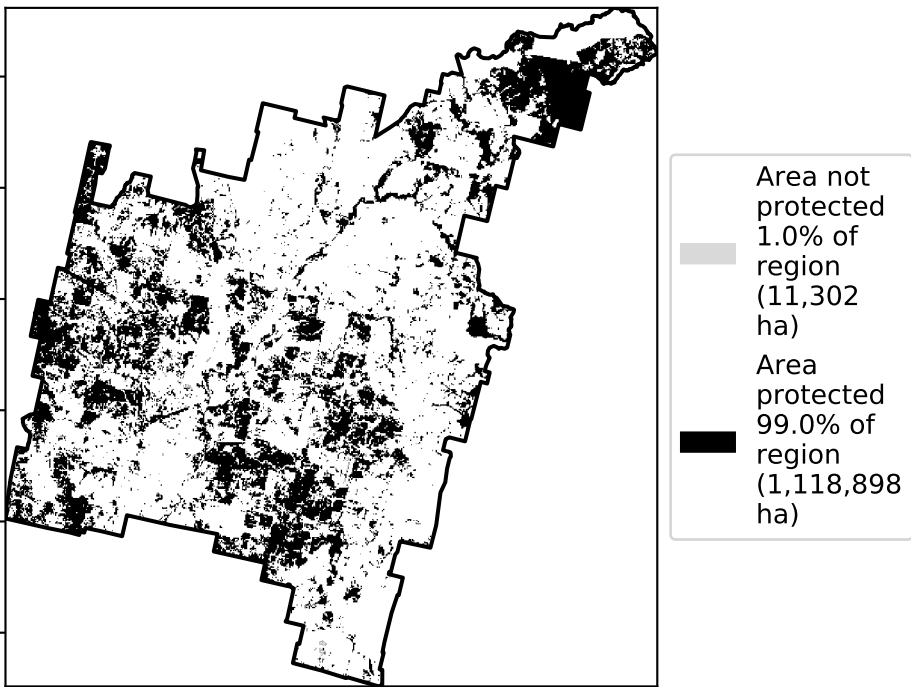 Area not
protected
1.0% of
region
(11,302
ha)
Area
protected
99.0% of
region
(1,118,898
ha)